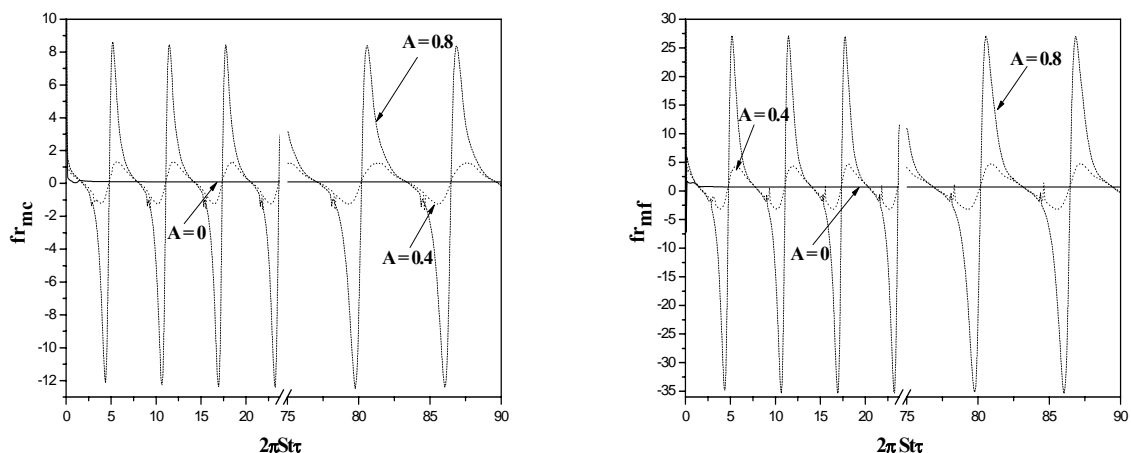 10
8
6
4
2
0
-2
-4
-6
-8
-10
-12
fr_mc
A = 0.8
A = 0
A = 0.4
0 5 10 15 20 75 80 85 90
2πStτ
30
25
20
15
10
5
0
-5
-10
-15
-20
-25
-30
-35
fr_mf
A = 0.8
A = 0.4
A = 0
0 5 10 15 20 75 80 85 90
2π Stτ